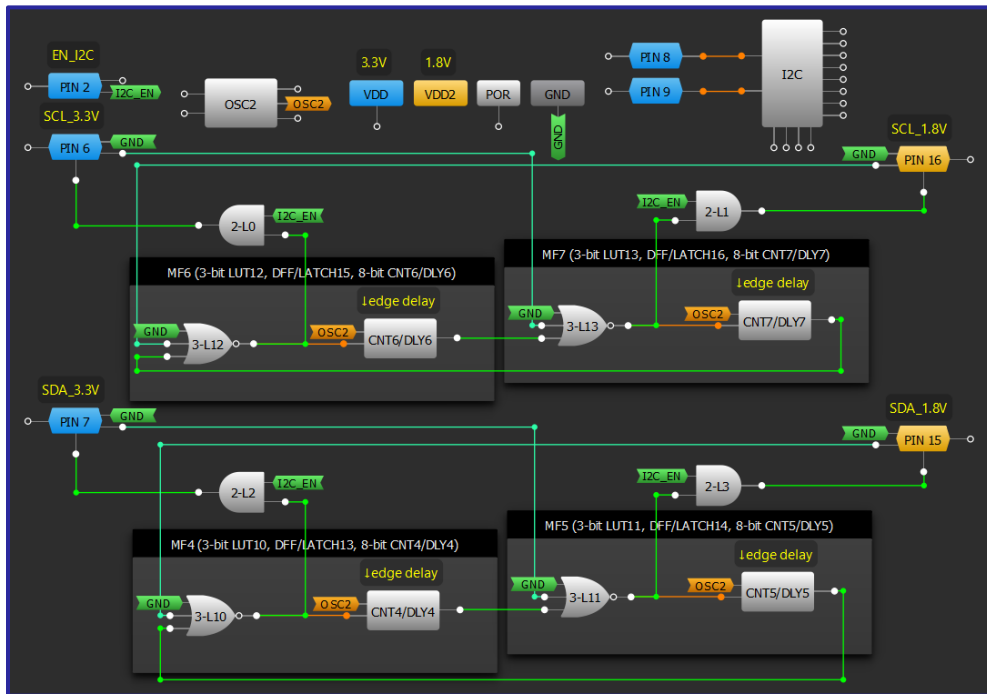 EN_I2C
PIN 2
I2C_EN
OSC2
OSC2
3.3V
VDD
1.8V
VDD2
POR
GND
GND
PIN 8
PIN 9
I2C
SCL_3.3V
PIN 6
GND
SCL_1.8V
GND
PIN 16
2-L0
I2C_EN
I2C_EN
2-L1
MF6 (3-bit LUT12, DFF/LATCH15, 8-bit CNT6/DLY6)
↓edge delay
GND
3-L12
OSC2
CNT6/DLY6
MF7 (3-bit LUT13, DFF/LATCH16, 8-bit CNT7/DLY7)
↓edge delay
GND
3-L13
OSC2
CNT7/DLY7
SDA_3.3V
PIN 7
GND
SDA_1.8V
GND
PIN 15
2-L2
I2C_EN
I2C_EN
2-L3
MF4 (3-bit LUT10, DFF/LATCH13, 8-bit CNT4/DLY4)
↓edge delay
GND
3-L10
OSC2
CNT4/DLY4
MF5 (3-bit LUT11, DFF/LATCH14, 8-bit CNT5/DLY5)
↓edge delay
GND
3-L11
OSC2
CNT5/DLY5